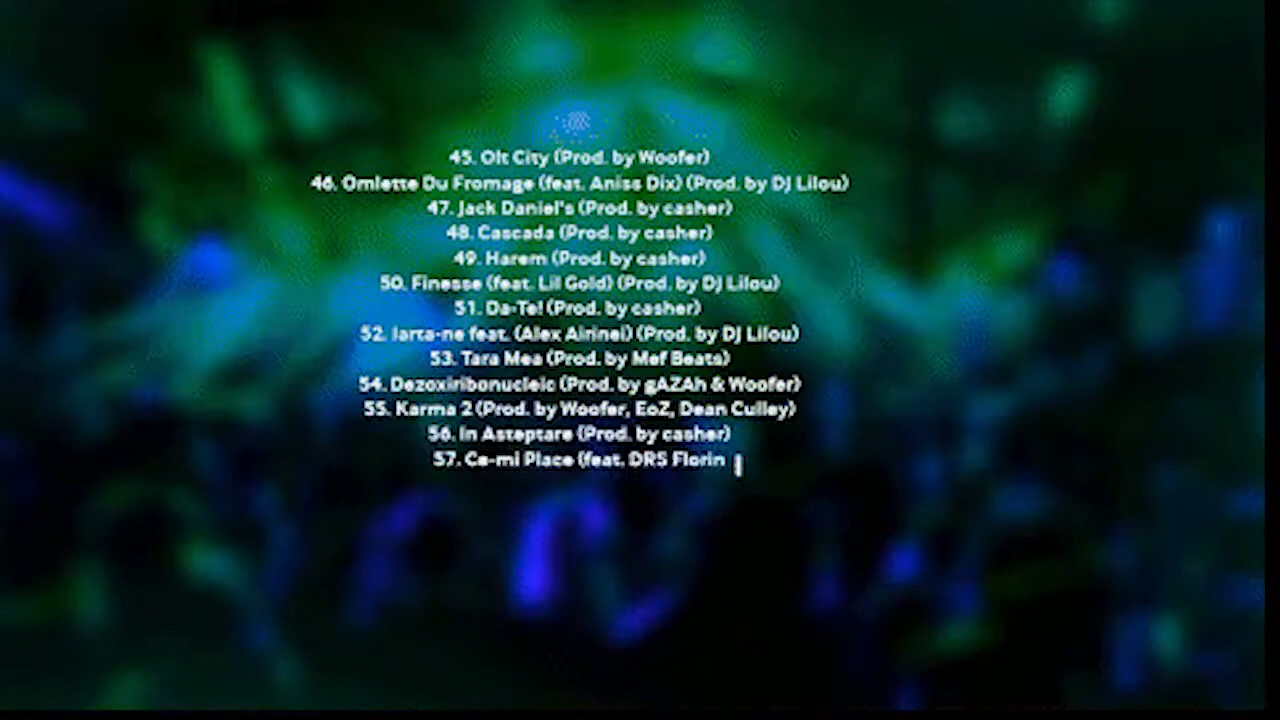 45. Olt City (Prod. by Woofer)
46. Omlette Du Fromage (feat. Aniss Dix) (Prod. by DJ Lilou)
47. Jack Daniel's (Prod. by casher)
48. Cascada (Prod. by casher)
49. Harem (Prod. by casher)
50. Finesse (feat. Lil Gold) (Prod. by DJ Lilou)
51. Da-Te! (Prod. by casher)
52. Iarta-ne feat. (Alex Airinei) (Prod. by DJ Lilou)
53. Tara Mea (Prod. by Mef Beats)
54. Dezoxiribonucleic (Prod. by gAZAh & Woofer)
55. Karma 2 (Prod. by Woofer, EoZ, Dean Culley)
56. In Asteptare (Prod. by casher)
57. Ce-mi Place (feat. DRS Florin